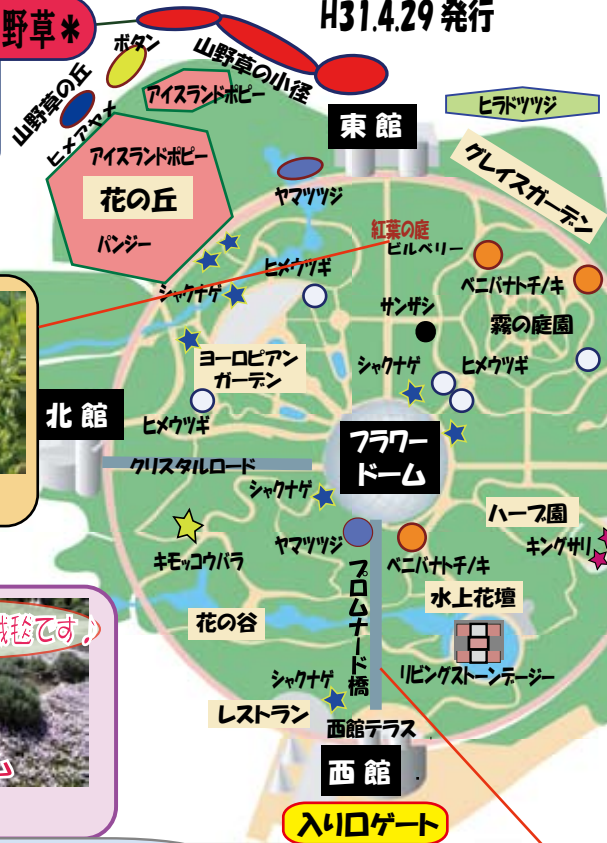 野草*
H31.4.29 発行
ボタン
山野草の小径
山野草の丘
ヒメアヤメ
アイスランドポピー
東館
ヒラドツツジ
アイスランドポピー
花の丘
パンジー
ヤマツツジ
グレイスガーデン
紅葉の庭
ビルベリー
ヒメウツギ
シャクナゲ
ベニバナトチノキ
サンザシ
霧の庭園
ヨーロピアン
ガーデン
シャクナゲ
ヒメウツギ
北館
ヒメウツギ
フラワー
ドーム
クリスタルロード
シャクナゲ
ハーブ園
キモッコウバラ
ヤマツツジ
ベニバナトチノキ
キングサリ
プロムナード橋
水上花壇
花の谷
絨毯です♪
シャクナゲ
リビングストーンデージー
レストラン
西館テラス
西館
入り口ゲート